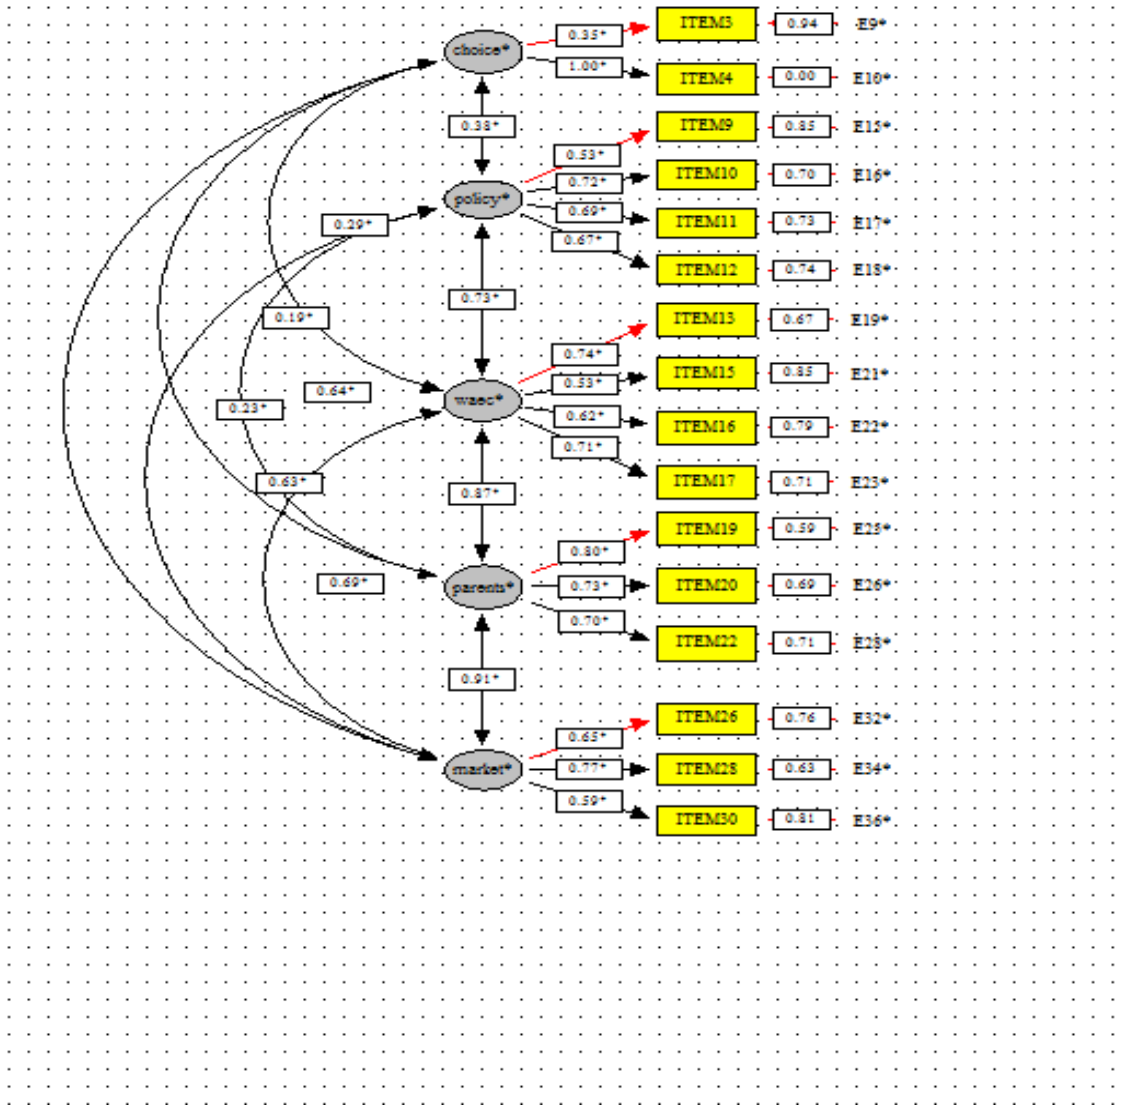 ITEM3 0.94 E9*
0.35*
choice*
1.00*
ITEM4 0.00 E10*
0.38*
ITEM9 0.85 E15*
0.53*
ITEM10 0.70 E16*
0.72*
policy*
0.69*
ITEM11 0.73 E17*
0.29*
0.67*
ITEM12 0.74 E18*
0.73*
0.19*
ITEM13 0.67 E19*
0.74*
ITEM15 0.85 E21*
0.53*
0.64*
waec*
0.23*
0.62*
ITEM16 0.79 E22*
0.71*
ITEM17 0.71 E23*
0.63*
0.87*
ITEM19 0.59 E25*
0.80*
0.69*
parents*
0.73*
ITEM20 0.69 E26*
0.70*
ITEM22 0.71 E28*
0.91*
ITEM26 0.76 E32*
0.65*
market*
0.77*
ITEM28 0.63 E34*
0.59*
ITEM30 0.81 E36*